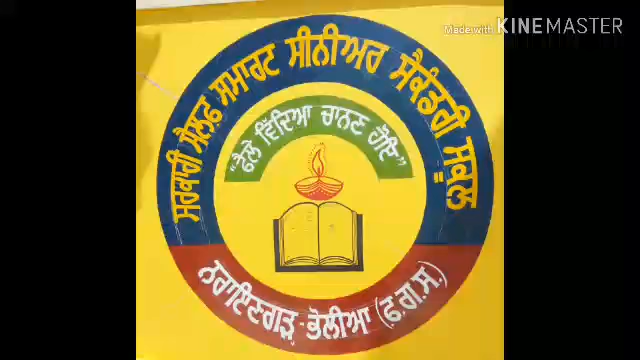 Made with KINEMASTER
ਸਰਕਾਰੀ ਸੈਲਫ਼ ਸਮਾਰਟ ਸੀਨੀਅਰ ਸੈਕੰਡਰੀ ਸਕੂਲ
“ਫੈਲੇ ਵਿੱਦਿਆ ਚਾਨਣ ਹੋਇ”
ਨਰਾਇਣਗੜ੍ਹ-ਭੋਲੀਆ (ਫ਼.ਗ.ਸ.)